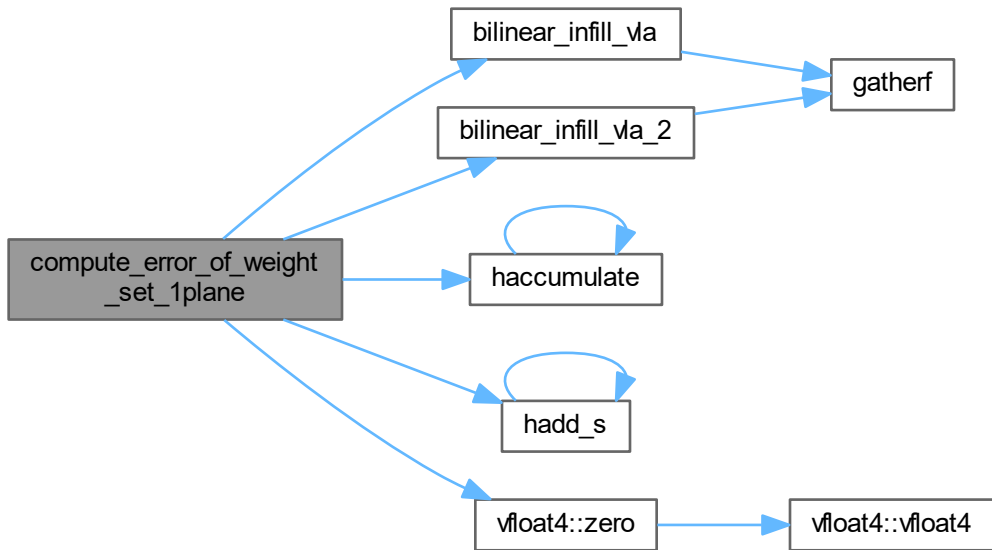 bilinear_infill_vla
gatherf
bilinear_infill_vla_2
compute_error_of_weight
_set_1plane
haccumulate
hadd_s
vfloat4::zero
vfloat4::vfloat4